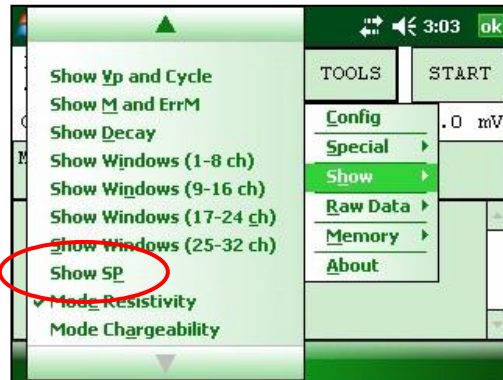 3:03 ok
Show Vp and Cycle
Show M and ErrM
Show Decay
Show Windows (1-8 ch)
Show Windows (9-16 ch)
Show Windows (17-24 ch)
Show Windows (25-32 ch)
Show SP
Mode Resistivity
Mode Chargeability
TOOLS START
Config
Special
Show
Raw Data
Memory
About
.0 mV